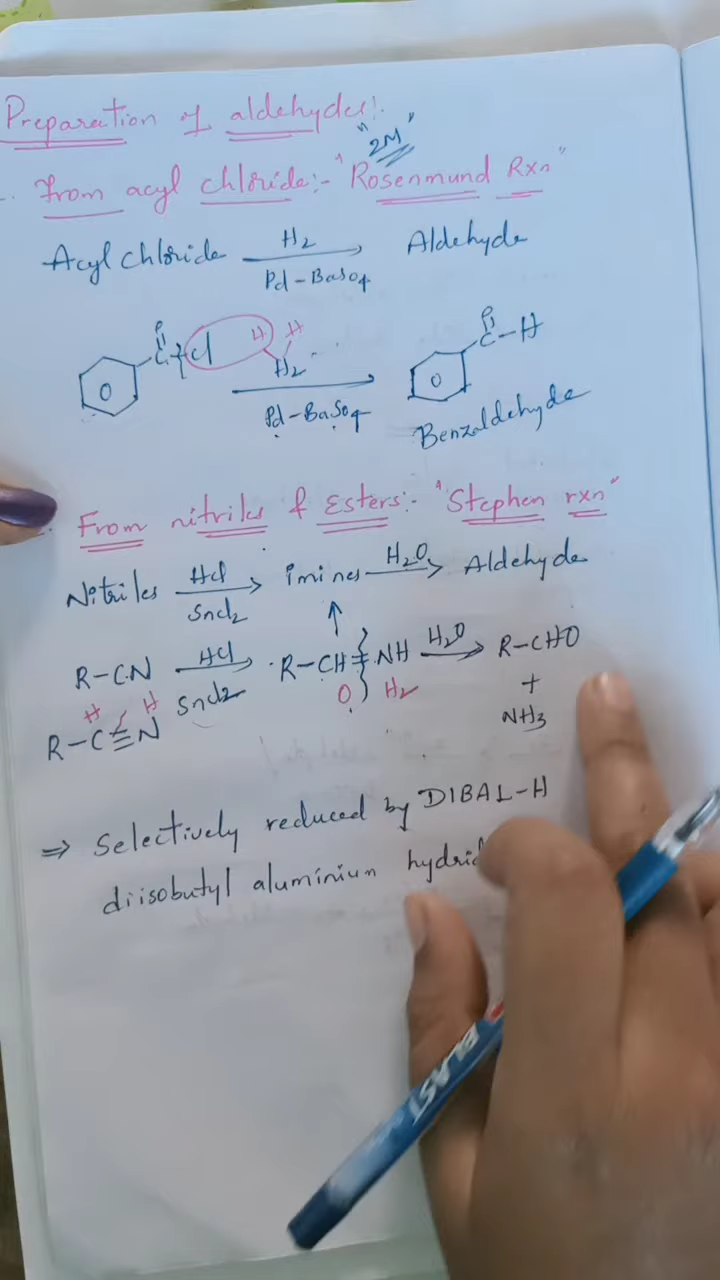 Preparation of aldehydes:-
"2M"
From acyl chloride:- "Rosenmund Rxn"
Acyl chloride H2 Pd-BaSO4 Aldehyde
O O
C Cl H H C-H
H2
Pd-BaSO4
Benzaldehyde
From nitriles & Esters:- "Stephen rxn"
Nitriles HCl SnCl2 imines H2O Aldehyde
R-CN HCl SnCl2 R-CH=NH H2O R-CHO
O H2 +
H H NH3
R-C≡N
⇒ Selectively reduced by DIBAL-H
diisobutyl aluminium
BLAST